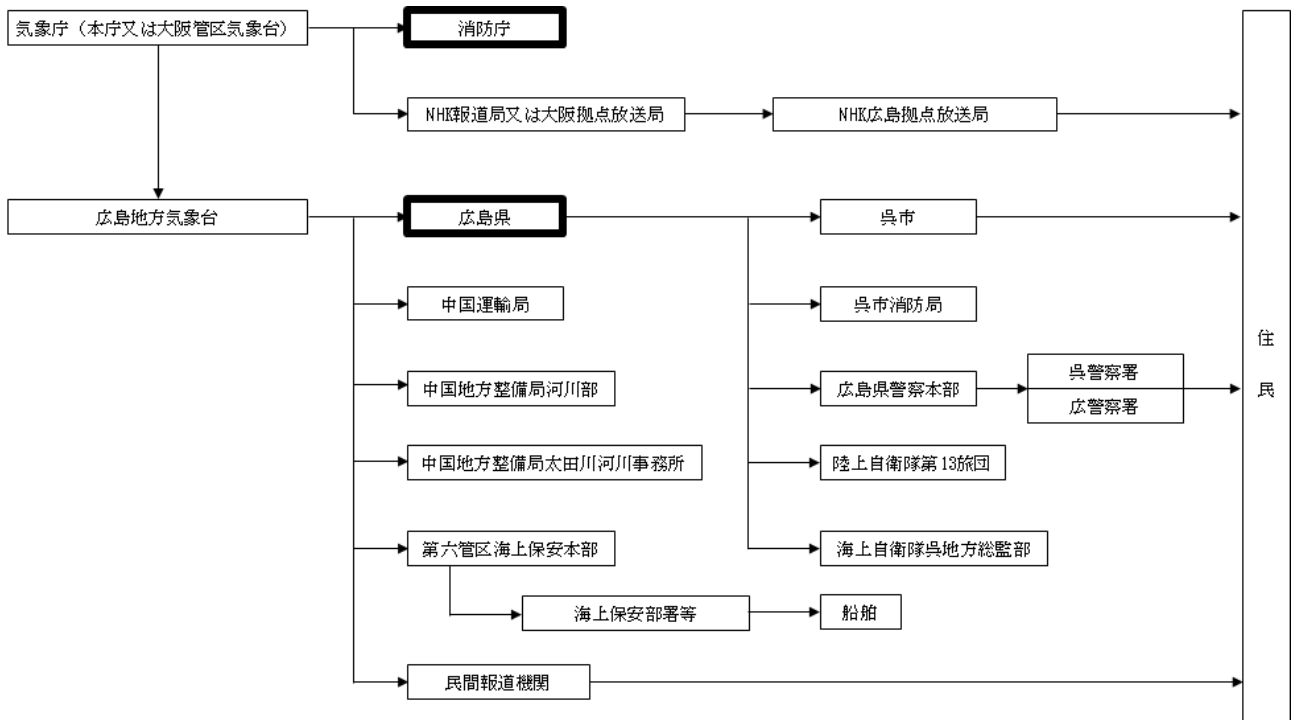 気象庁（本庁又は大阪管区気象台）
消防庁
NHK報道局又は大阪拠点放送局
NHK広島拠点放送局
広島地方気象台
広島県
呉市
中国運輸局
呉市消防局
住民
中国地方整備局河川部
広島県警察本部
呉警察署
広警察署
中国地方整備局太田川河川事務所
陸上自衛隊第13旅団
第六管区海上保安本部
海上自衛隊呉地方総監部
海上保安部署等
船舶
民間報道機関